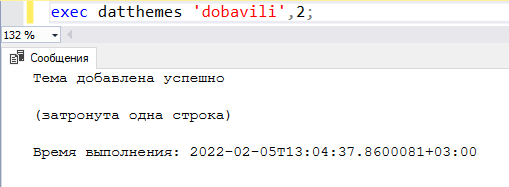 exec datthemes 'dobavili',2;
132 %
Сообщения
Тема добавлена успешно
(затронута одна строка)
Время выполнения: 2022-02-05T13:04:37.8600081+03:00